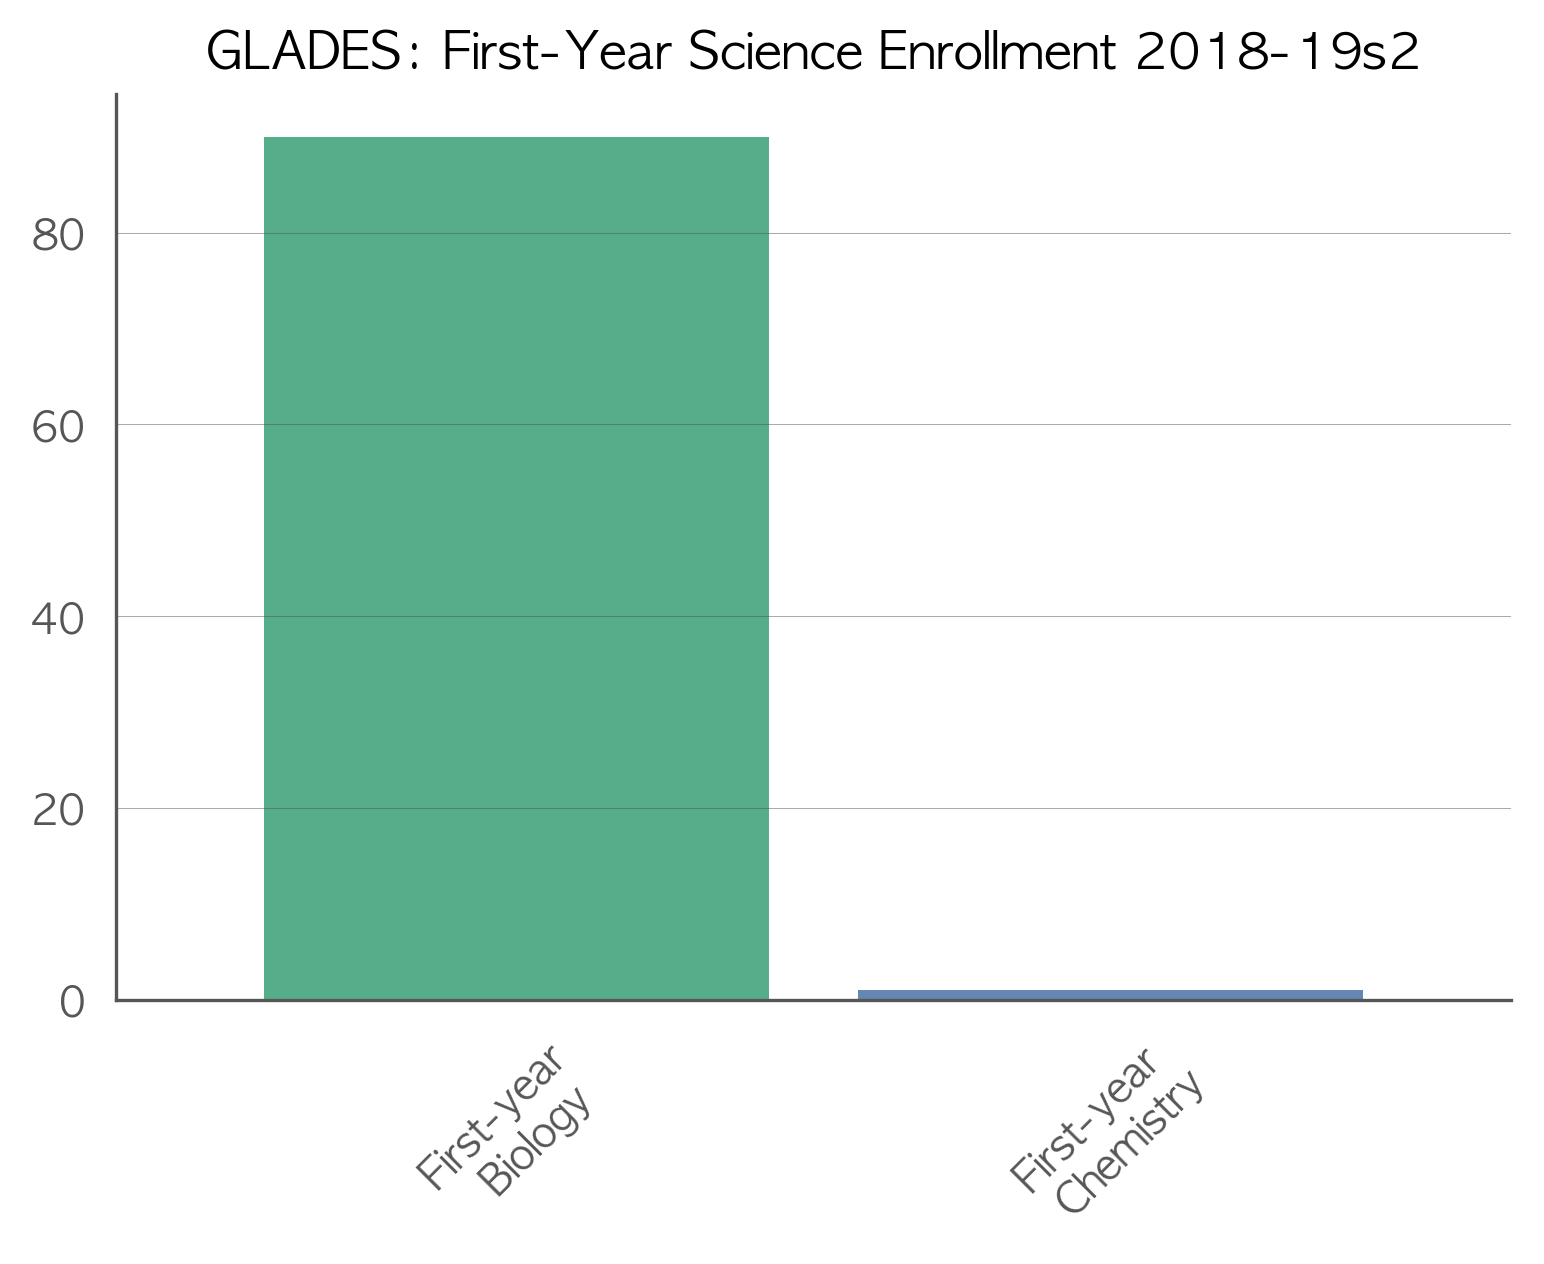 GLADES: First-Year Science Enrollment 2018-19s2
80
60
40
20
0
First-year
Biology
First-year
Chemistry